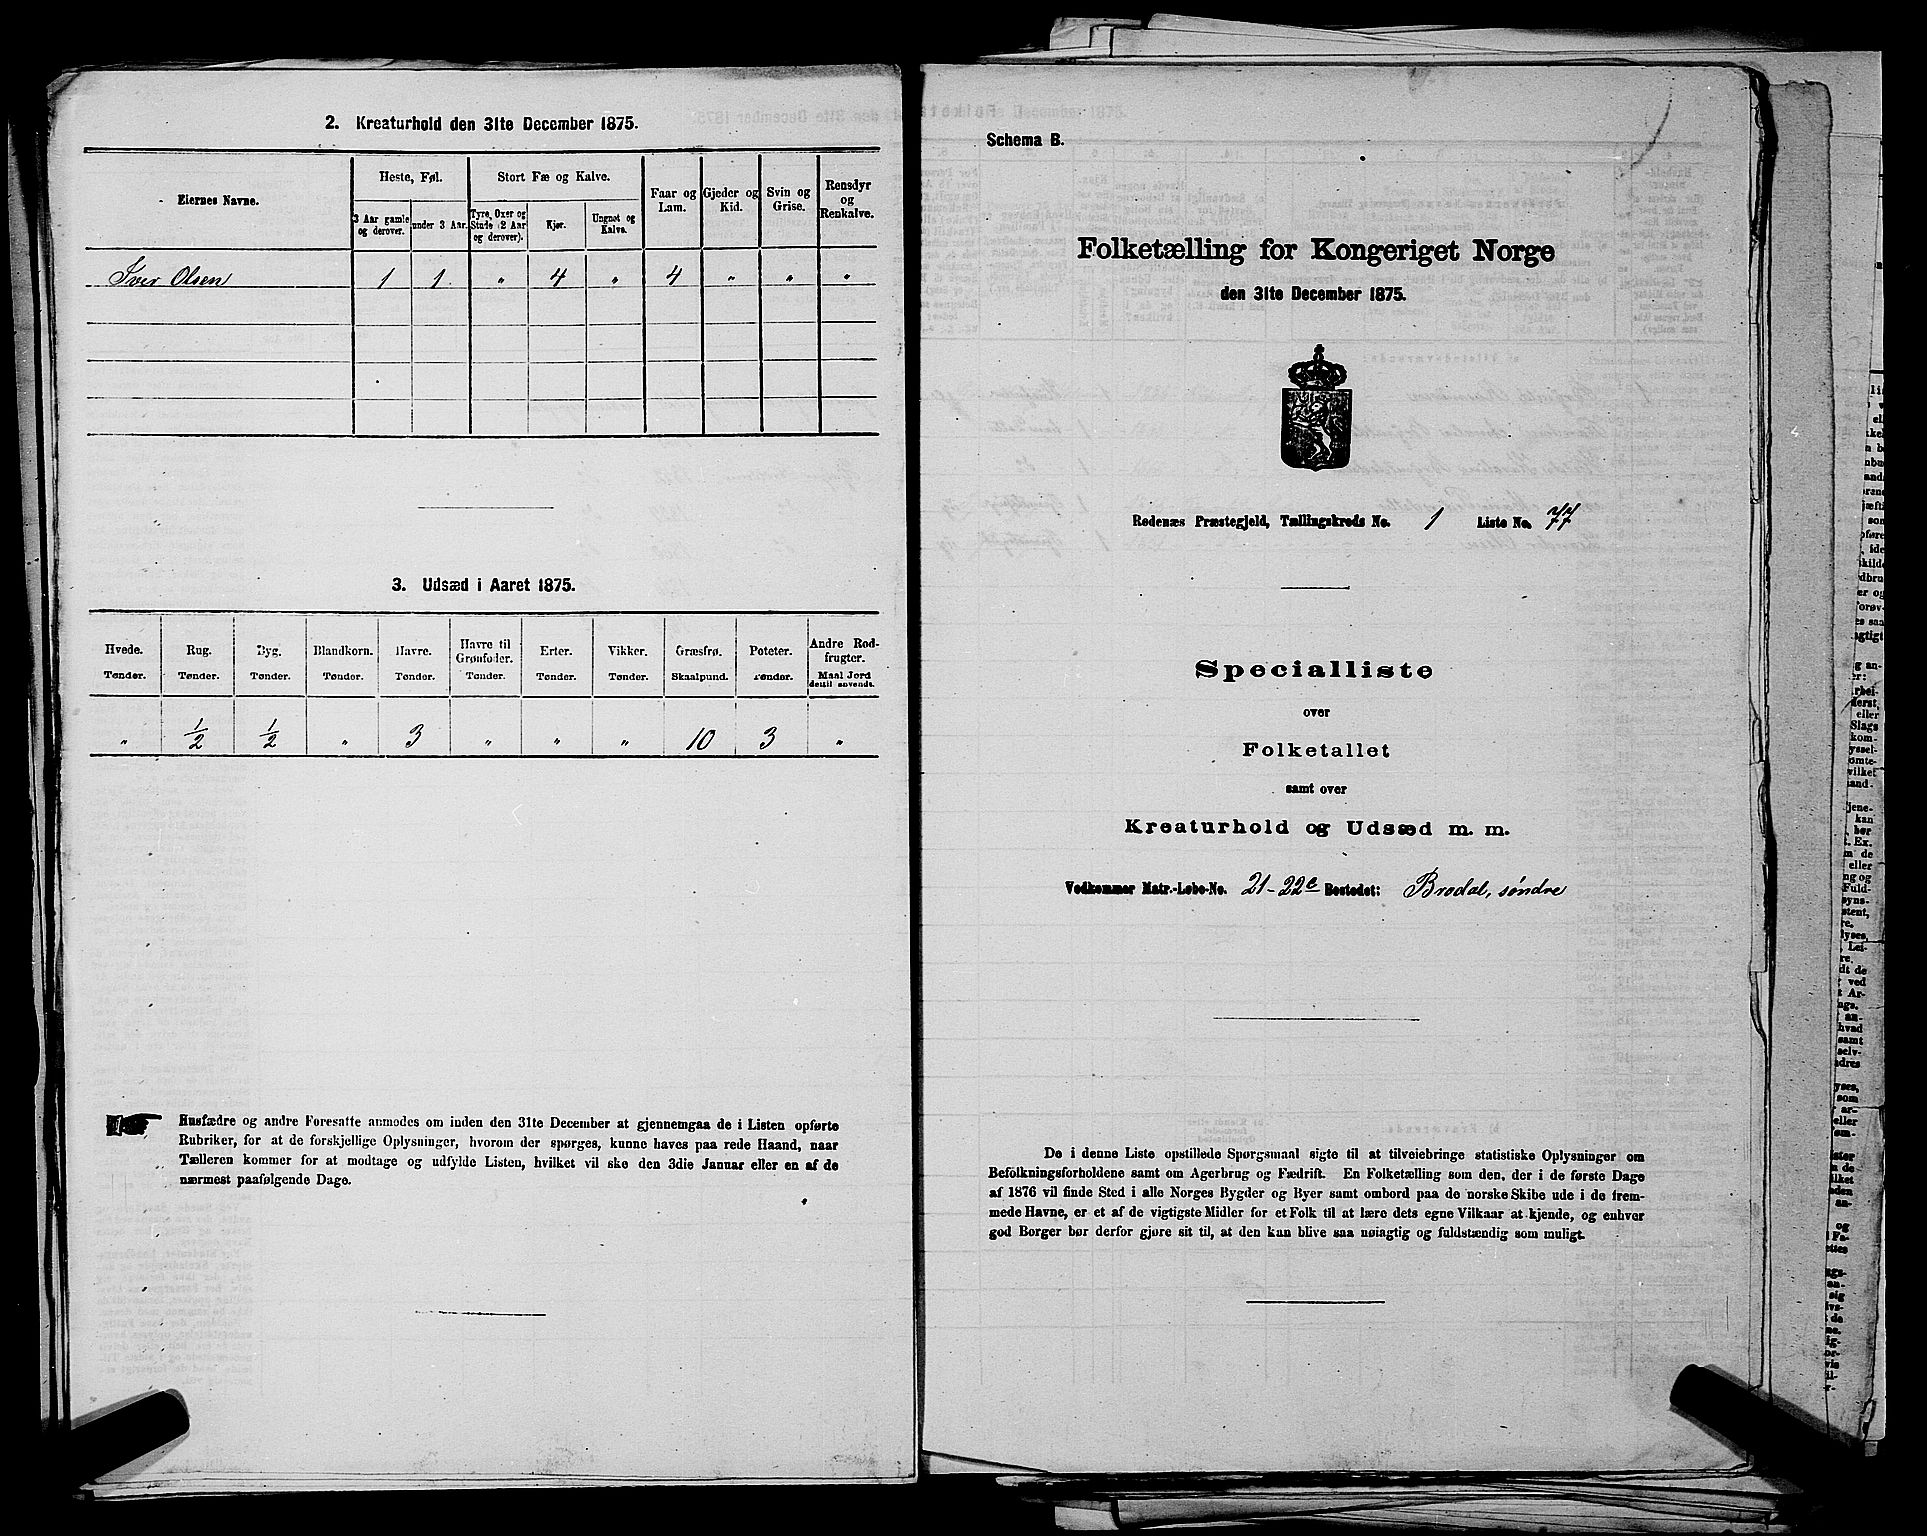 2. Kreaturhold den 31te December 1875.
Eiernes Navne.
Heste, Føl.
Stort Fæ og Kalve.
Faar og Lam.
Gjeder og Kid.
Svin og Grise.
Rensdyr og Renkalve.
3 Aar gamle og derover.
under 3 Aar.
Tyre, Oxer og Stude (2 Aar og derover).
Kjør.
Ungnøt og Kalve.
Iver Olsen 1 1 " 4 " 4 " " "
3. Udsæd i Aaret 1875.
Hvede. Rug. Byg. Blandkorn. Havre. Havre til Grønfoder. Erter. Vikker. Græsfrø. Poteter. Andre Rodfrugter.
Tønder. Tønder. Tønder. Tønder. Tønder. Tønder. Tønder. Tønder. Skaalpund. Tønder. Maal Jord dertil anvendt.
" 1/2 1/2 " 3 " " " 10 3 "
Husfædre og andre Foresatte anmodes om inden den 31te December at gjennemgaa de i Listen opførte
Rubriker, for at de forskjellige Oplysninger, hvorom der spørges, kunne haves paa rede Haand, naar
Tælleren kommer for at modtage og udfylde Listen, hvilket vil ske den 3die Januar eller en af de
nærmest paafølgende Dage.
Schema B.
Folketælling for Kongeriget Norge
den 31te December 1875.
Rødenæs Præstegjeld, Tællingskreds No. 1 Liste No. 77
Specialliste
over
Folketallet
samt over
Kreaturhold og Udsæd m. m.
Vedkommer Matr.-Løbe-No. 21-22c Bostedet: Brødal, søndre
De i denne Liste opstillede Spørgsmaal sigte til at tilveiebringe statistiske Oplysninger om
Befolkningsforholdene samt om Agerbrug og Fædrift. En Folketælling som den, der i de første Dage
af 1876 vil finde Sted i alle Norges Bygder og Byer samt ombord paa de norske Skibe ude i de frem-
mede Havne, er et af de vigtigste Midler for et Folk til at lære dets egne Vilkaar at kjende, og enhver
god Borger bør derfor gjøre sit til, at den kan blive saa nøiagtig og fuldstændig som muligt.